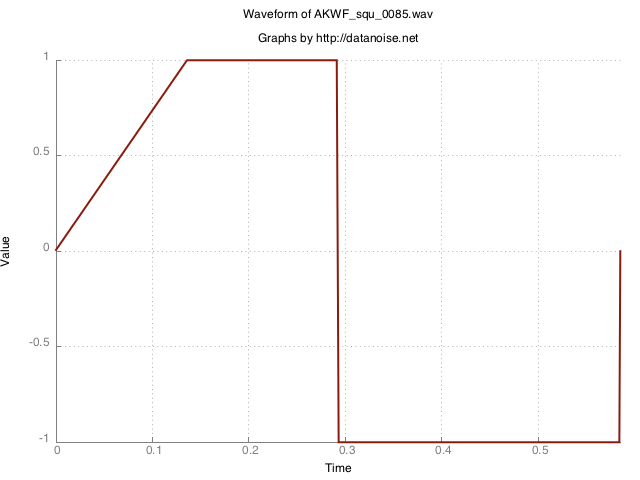 Waveform of AKWF_squ_0085.wav
Graphs by http://datanoise.net
1
0.5
0
-0.5
-1
Value
0 0.1 0.2 0.3 0.4 0.5
Time